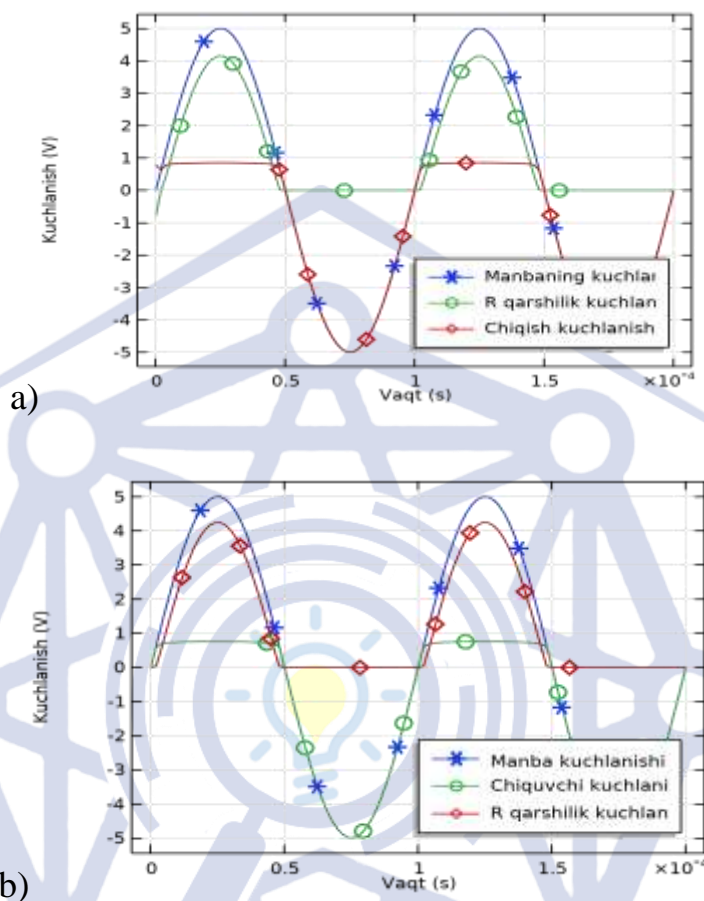 5
4
3
2
1
0
-1
-2
-3
-4
-5
Kuchlanish (V)
Manbaning kuchlar
R qarshilik kuchlan
Chiqish kuchlanish
0
0.5
1
1.5
×10⁻⁴
Vaqt (s)
a)
5
4
3
2
1
0
-1
-2
-3
-4
-5
Kuchlanish (V)
Manba kuchlanishi
Chiquvchi kuchlani
R qarshilik kuchlan
0
0.5
1
1.5
×10⁻⁴
Vaqt (s)
b)